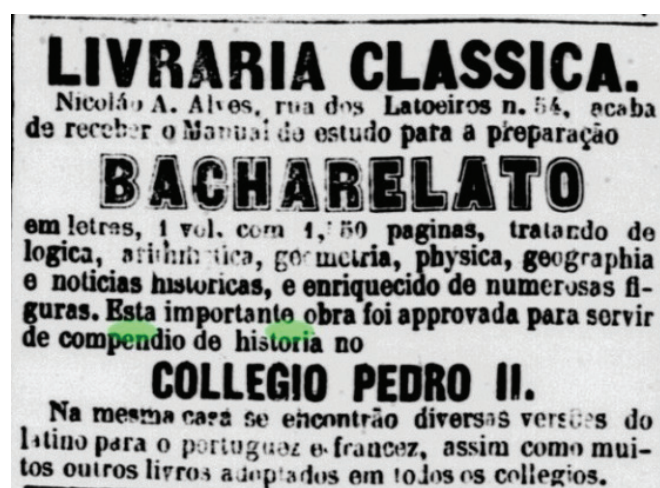 LIVRARIA CLASSICA.
Nicoláo A. Alves, rua dos Latoeiros n. 54, acaba
de receber o Manual de estudo para a preparação
BACHARELATO
em letras, 1 vol. com paginas, tratando de
logica, arithmetica, geometria, physica, geographia
e noticias historicas, e enriquecido de numerosas fi-
guras. Esta importante obra foi approvada para servir
de compendio de historia no
COLLEGIO PEDRO II.
Na mesma casa se encontrão diversas versões do
latino para o portuguez e francez, assim como mui-
tos outros livros adoptados em todos os collegios.